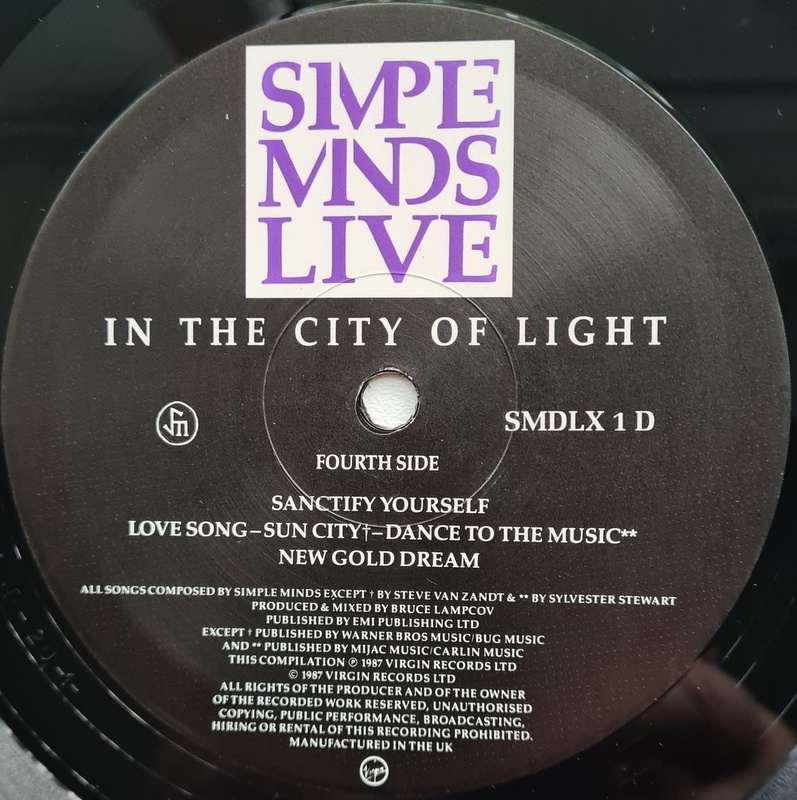 SIMPLE
MINDS
LIVE
IN THE CITY OF LIGHT
SMDLX 1 D
FOURTH SIDE
SANCTIFY YOURSELF
LOVE SONG–SUN CITY†–DANCE TO THE MUSIC**
NEW GOLD DREAM
ALL SONGS COMPOSED BY SIMPLE MINDS EXCEPT † BY STEVE VAN ZANDT & ** BY SYLVESTER STEWART
PRODUCED & MIXED BY BRUCE LAMPCOV
PUBLISHED BY EMI PUBLISHING LTD
EXCEPT † PUBLISHED BY WARNER BROS MUSIC/BUG MUSIC
AND ** PUBLISHED BY MIJAC MUSIC/CARLIN MUSIC
THIS COMPILATION ℗ 1987 VIRGIN RECORDS LTD
© 1987 VIRGIN RECORDS LTD
ALL RIGHTS OF THE PRODUCER AND OF THE OWNER
OF THE RECORDED WORK RESERVED, UNAUTHORISED
COPYING, PUBLIC PERFORMANCE, BROADCASTING,
HIRING OR RENTAL OF THIS RECORDING PROHIBITED.
MANUFACTURED IN THE UK
Virgin